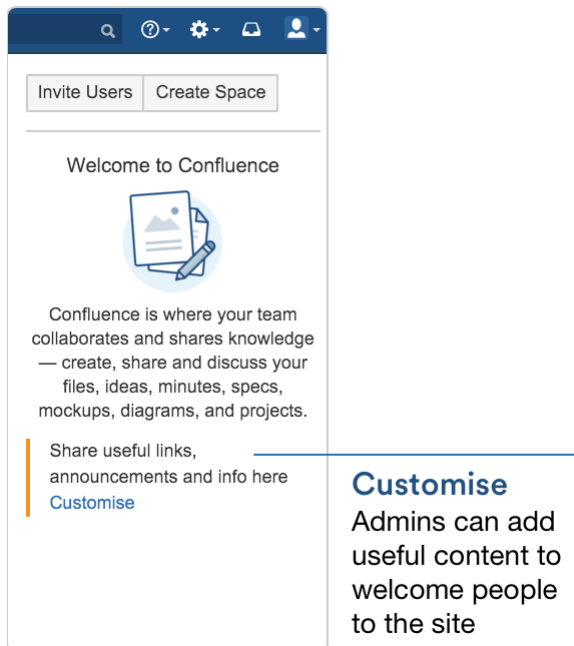 Invite Users Create Space
Welcome to Confluence
Confluence is where your team
collaborates and shares knowledge
— create, share and discuss your
files, ideas, minutes, specs,
mockups, diagrams, and projects.
Share useful links,
announcements and info here
Customise
Customise
Admins can add
useful content to
welcome people
to the site